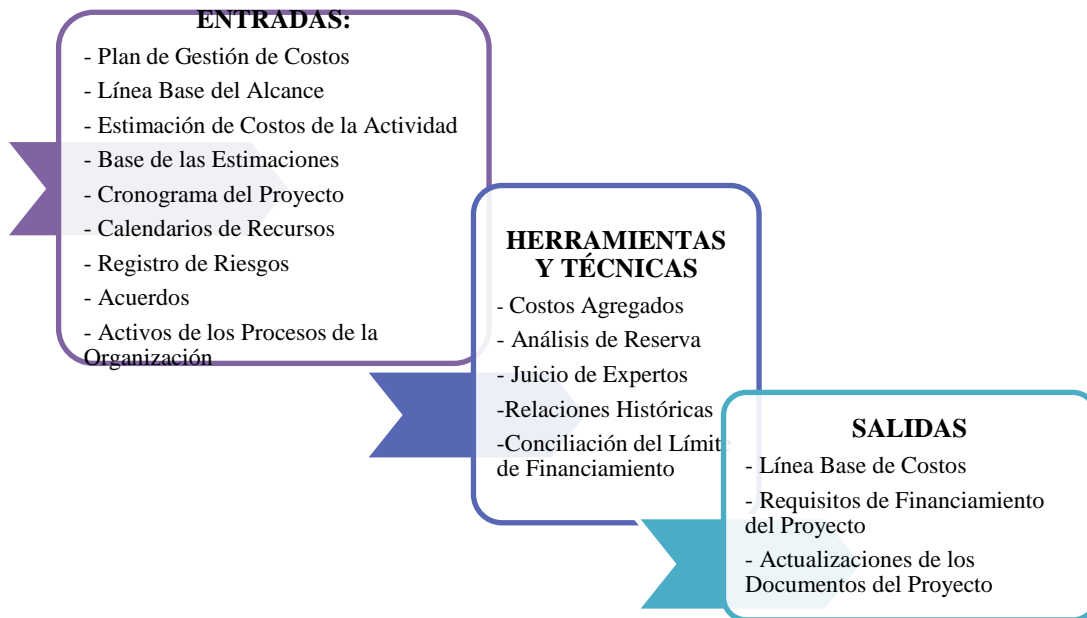 ENTRADAS:
- Plan de Gestión de Costos
- Línea Base del Alcance
- Estimación de Costos de la Actividad
- Base de las Estimaciones
- Cronograma del Proyecto
- Calendarios de Recursos
- Registro de Riesgos
- Acuerdos
- Activos de los Procesos de la
Organización
HERRAMIENTAS
Y TÉCNICAS
- Costos Agregados
- Análisis de Reserva
- Juicio de Expertos
-Relaciones Históricas
-Conciliación del Límite
de Financiamiento
SALIDAS
- Línea Base de Costos
- Requisitos de Financiamiento
del Proyecto
- Actualizaciones de los
Documentos del Proyecto